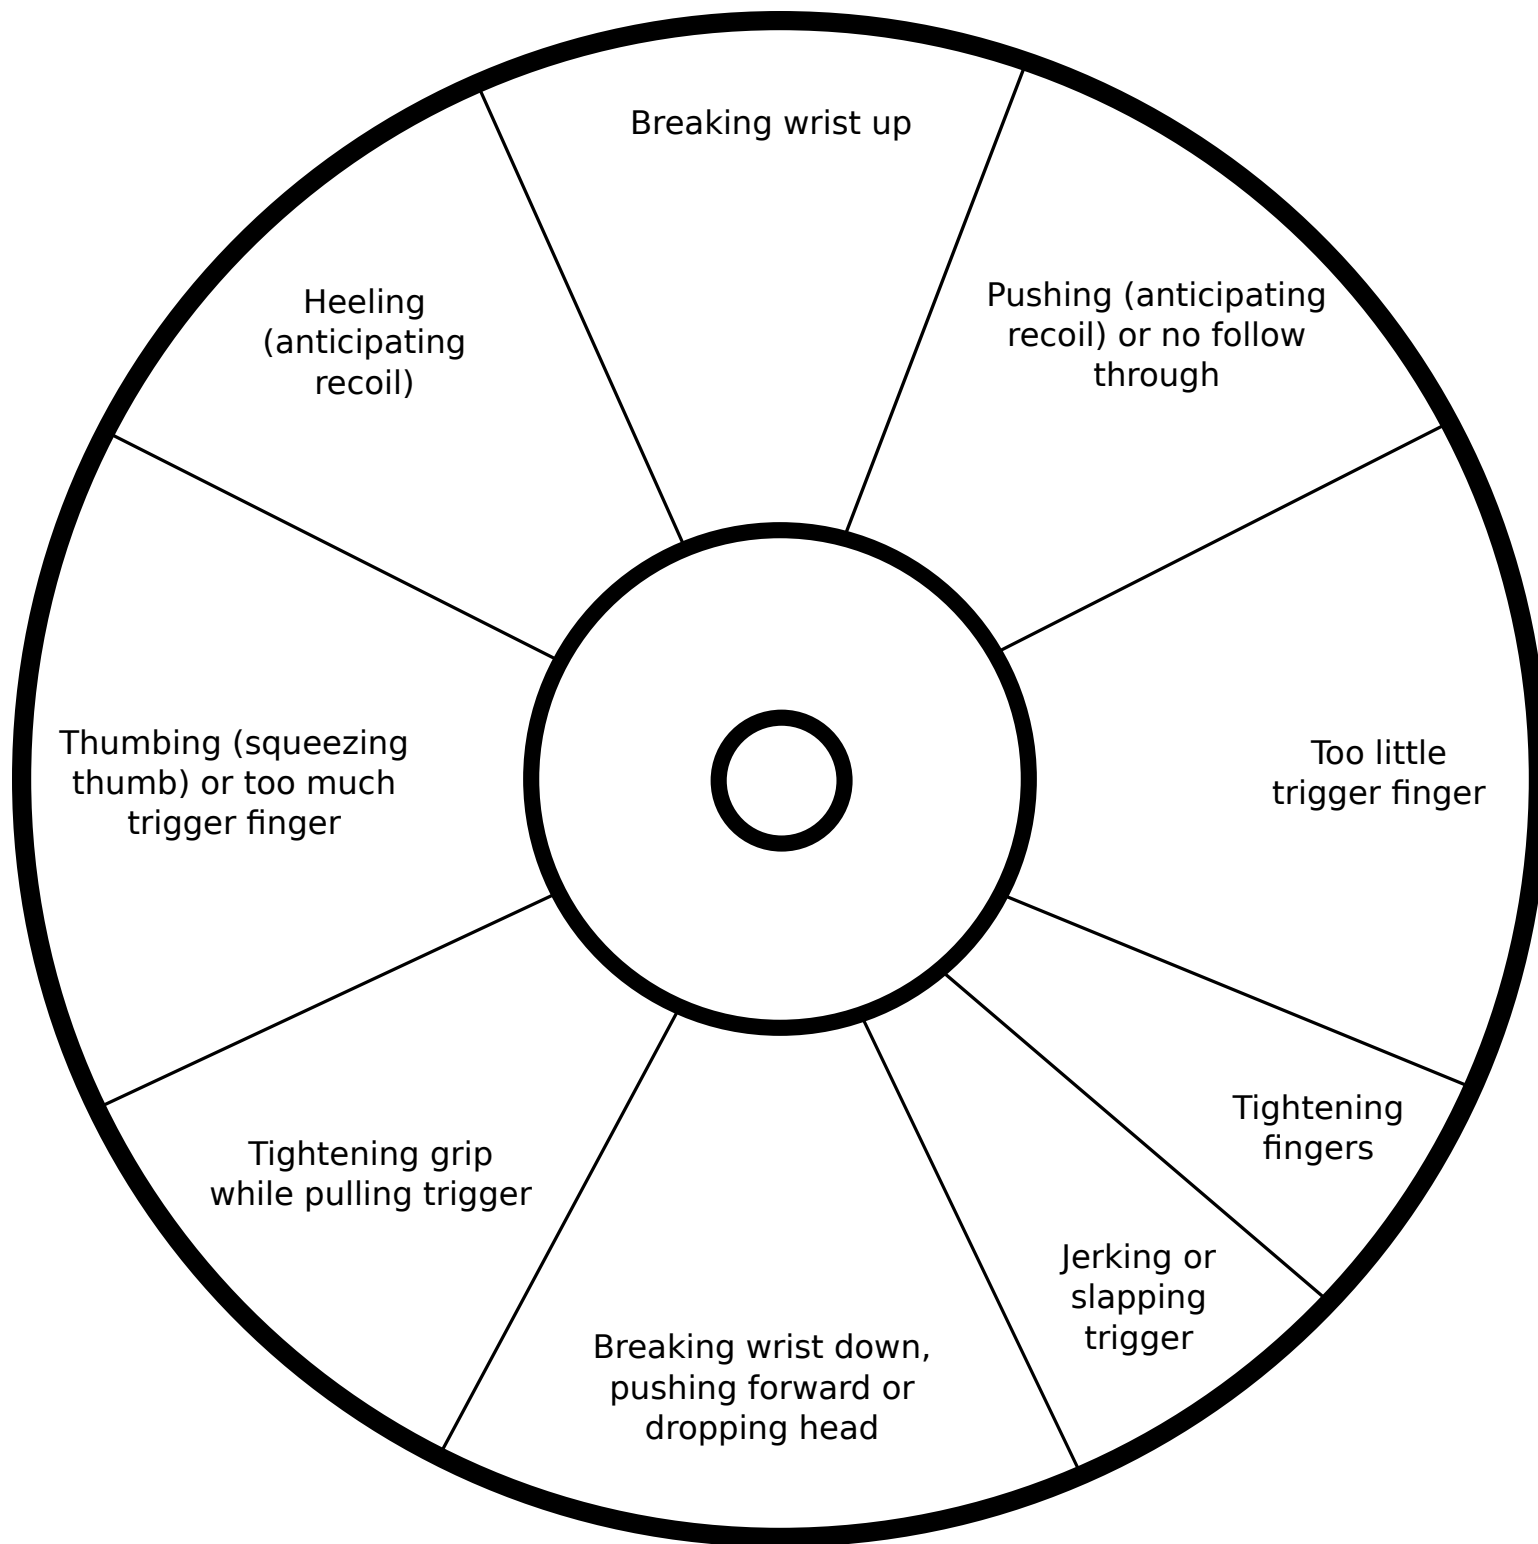 Breaking wrist up
Pushing (anticipating
recoil) or no follow
through
Too little
trigger finger
Tightening
fingers
Jerking or
slapping
trigger
Breaking wrist down,
pushing forward or
dropping head
Tightening grip
while pulling trigger
Thumbing (squeezing
thumb) or too much
trigger finger
Heeling
(anticipating
recoil)